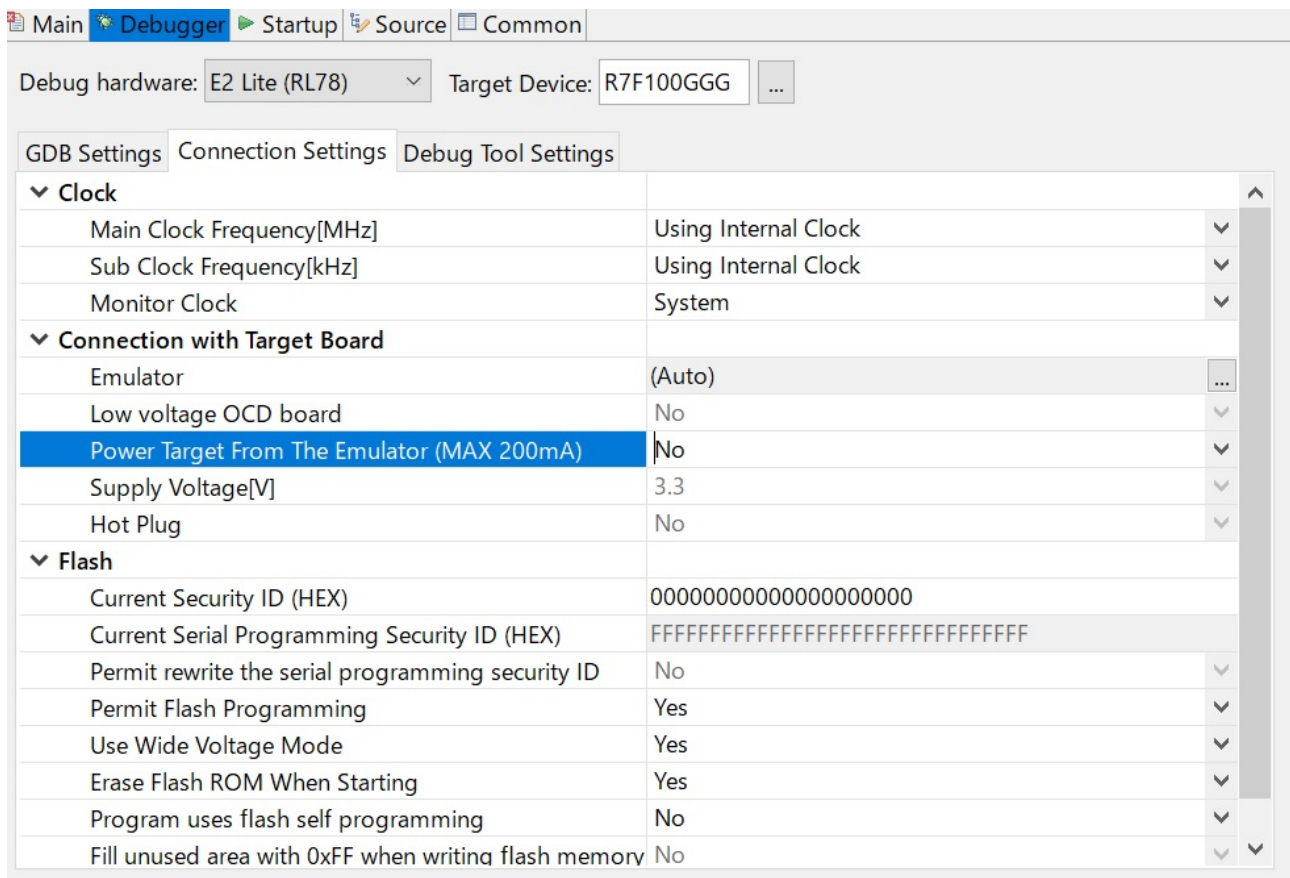 Main Debugger Startup Source Common
Debug hardware: E2 Lite (RL78) Target Device: R7F100GGG ...
GDB Settings Connection Settings Debug Tool Settings
Clock
Main Clock Frequency[MHz] Using Internal Clock
Sub Clock Frequency[kHz] Using Internal Clock
Monitor Clock System
Connection with Target Board
Emulator (Auto) ...
Low voltage OCD board No
Power Target From The Emulator (MAX 200mA) No
Supply Voltage[V] 3.3
Hot Plug No
Flash
Current Security ID (HEX) 00000000000000000000
Current Serial Programming Security ID (HEX) FFFFFFFFFFFFFFFFFFFFFFFFFFFFFFFF
Permit rewrite the serial programming security ID No
Permit Flash Programming Yes
Use Wide Voltage Mode Yes
Erase Flash ROM When Starting Yes
Program uses flash self programming No
Fill unused area with 0xFF when writing flash memory No